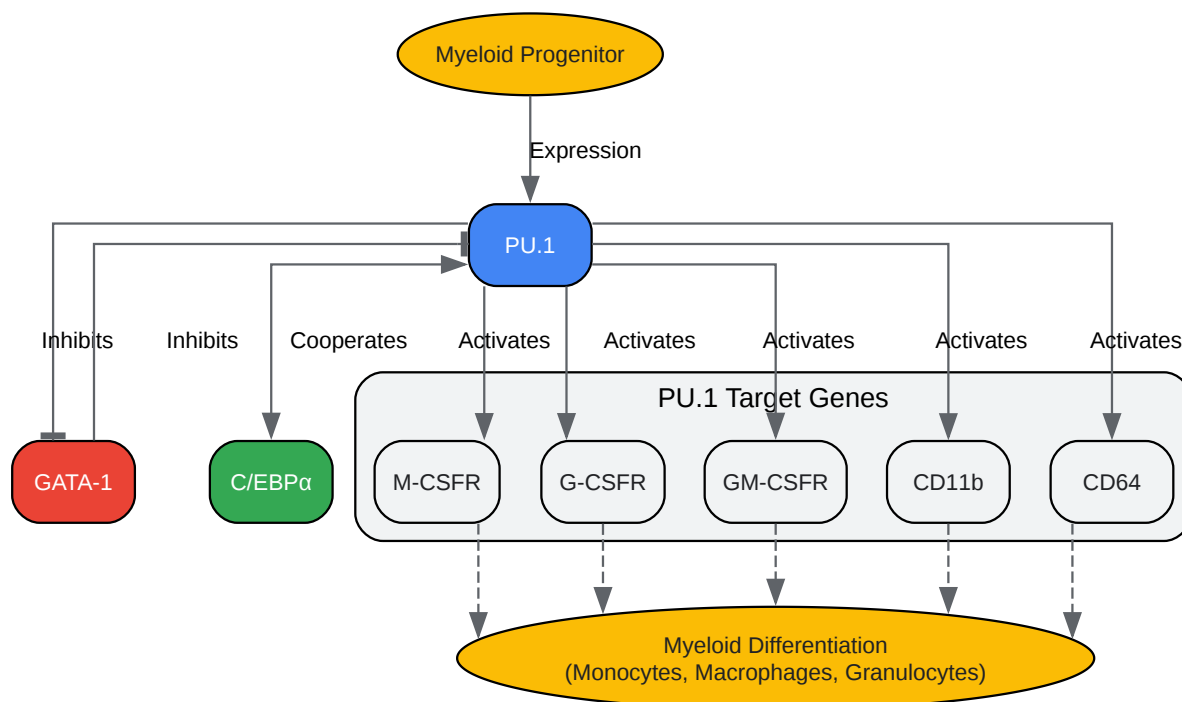 Myeloid Progenitor
Expression
PU.1
Inhibits
Inhibits
Cooperates
Activates
Activates
Activates
Activates
Activates
PU.1 Target Genes
GATA-1
C/EBPα
M-CSFR
G-CSFR
GM-CSFR
CD11b
CD64
Myeloid Differentiation
(Monocytes, Macrophages, Granulocytes)